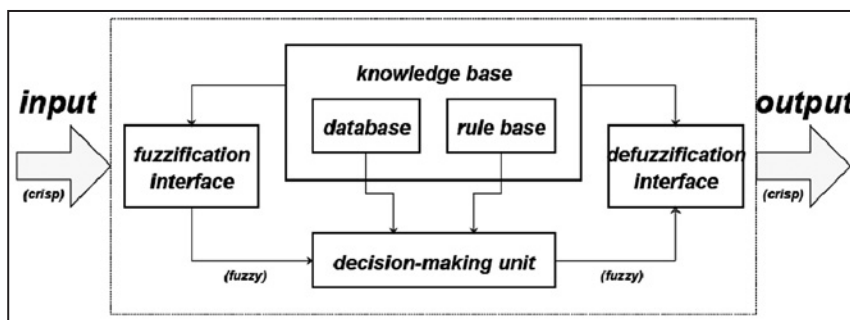 input
(crisp)
fuzzification
interface
knowledge base
database
rule base
decision-making unit
(fuzzy)
(fuzzy)
defuzzification
interface
output
(crisp)